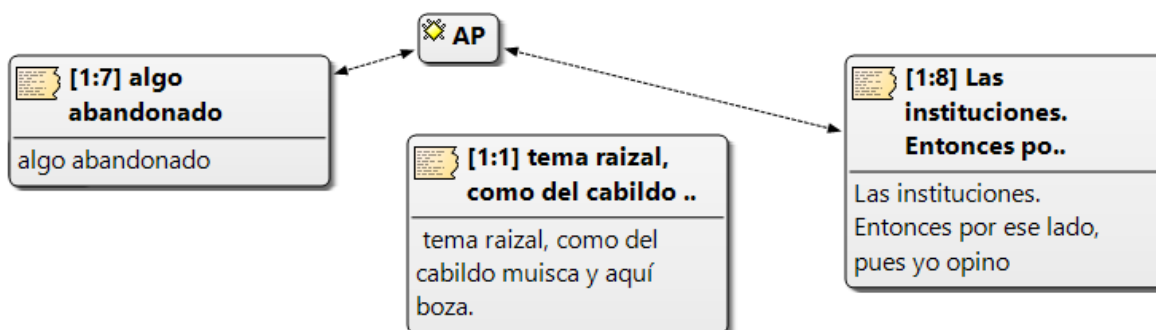 AP
[1:7] algo
abandonado
algo abandonado
[1:1] tema raizal,
como del cabildo ..
tema raizal, como del
cabildo muisca y aquí
boza.
[1:8] Las
instituciones.
Entonces po..
Las instituciones.
Entonces por ese lado,
pues yo opino